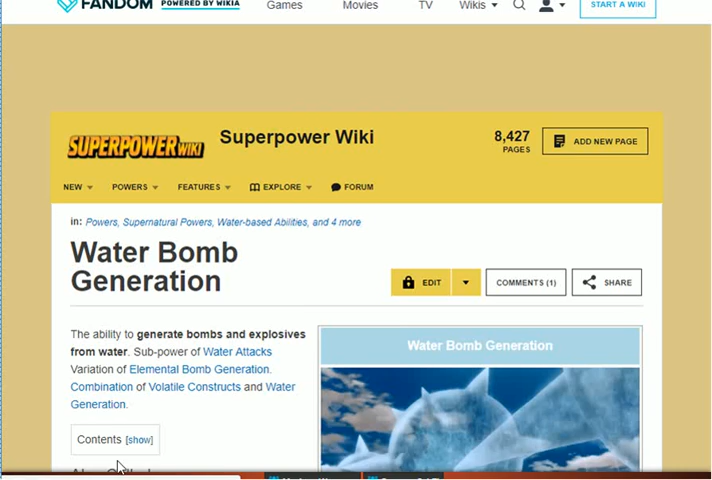 FANDOM POWERED BY WIKIA Games Movies TV Wikis START A WIKI
SUPERPOWER WIKI Superpower Wiki 8,427 PAGES ADD NEW PAGE
NEW POWERS FEATURES EXPLORE FORUM
in: Powers, Supernatural Powers, Water-based Abilities, and 4 more
Water Bomb
Generation
EDIT COMMENTS (1) SHARE
The ability to generate bombs and explosives
from water. Sub-power of Water Attacks
Variation of Elemental Bomb Generation.
Combination of Volatile Constructs and Water
Generation.
Water Bomb Generation
Contents [show]